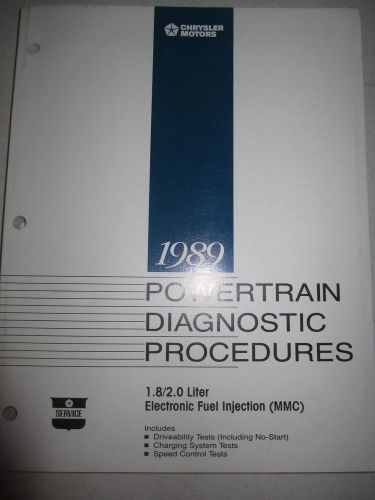 CHRYSLER
MOTORS
1989
POWERTRAIN
DIAGNOSTIC
PROCEDURES
1.8/2.0 Liter
Electronic Fuel Injection (MMC)
Includes
■ Driveability Tests (Including No-Start)
■ Charging System Tests
■ Speed Control Tests
SERVICE